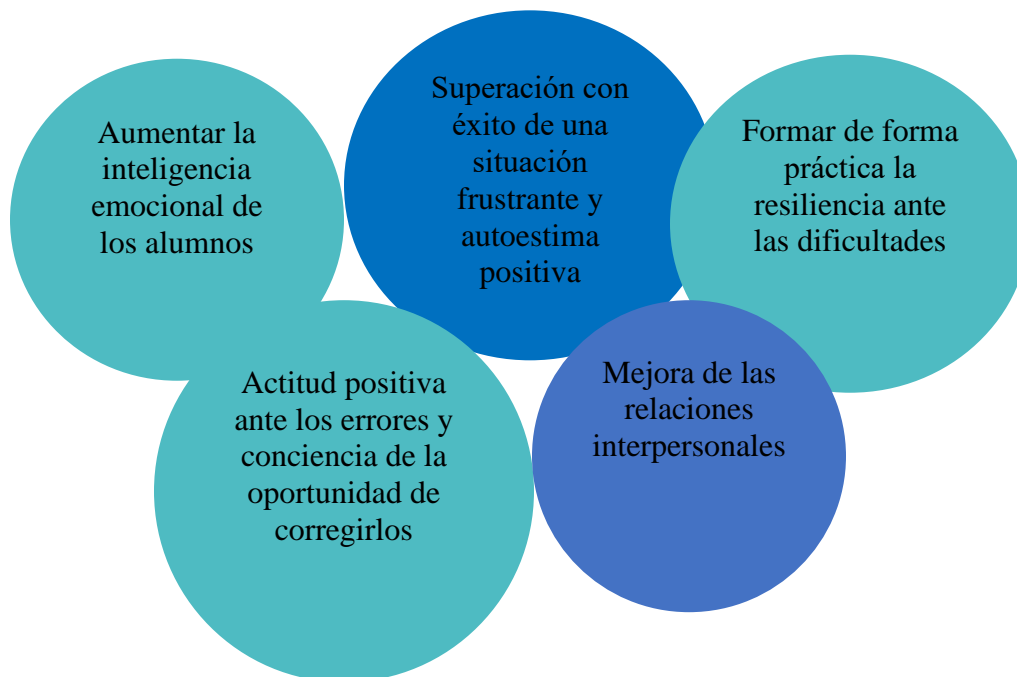 Aumentar la
inteligencia
emocional de
los alumnos
Superación con
éxito de una
situación
frustrante y
autoestima
positiva
Formar de forma
práctica la
resiliencia ante
las dificultades
Actitud positiva
ante los errores y
conciencia de la
oportunidad de
corregirlos
Mejora de las
relaciones
interpersonales